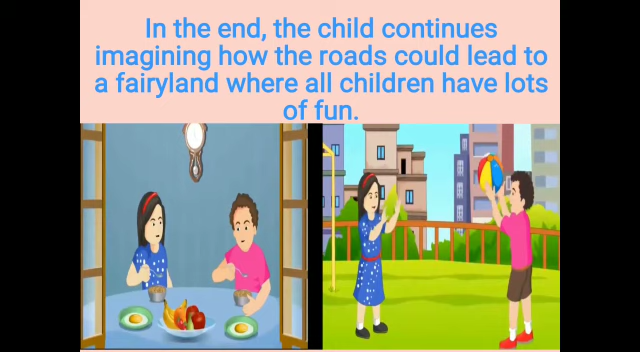 In the end, the child continues
imagining how the roads could lead to
a fairyland where all children have lots
of fun.